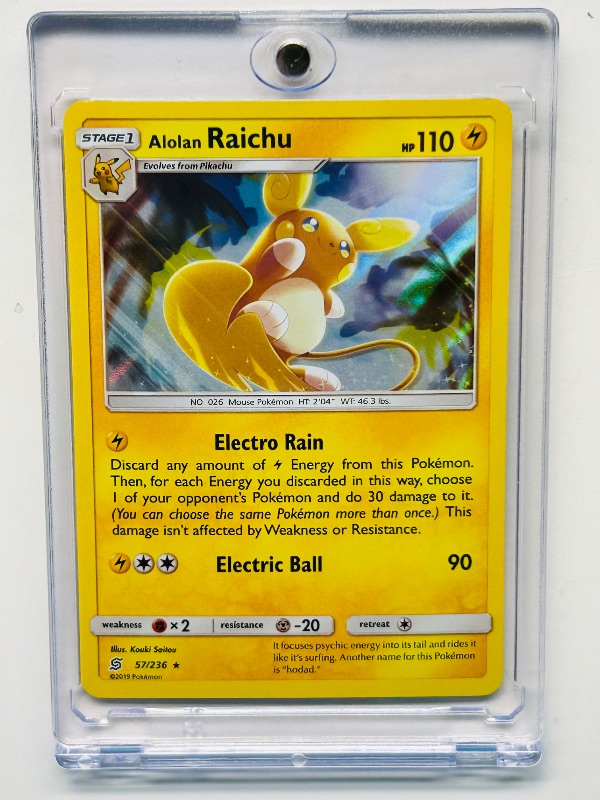 STAGE 1 Alolan Raichu HP 110
Evolves from Pikachu
NO. 026 Mouse Pokémon HT: 2'04" WT: 46.3 lbs.
Electro Rain
Discard any amount of Energy from this Pokémon.
Then, for each Energy you discarded in this way, choose
1 of your opponent's Pokémon and do 30 damage to it.
(You can choose the same Pokémon more than once.) This
damage isn't affected by Weakness or Resistance.
Electric Ball 90
weakness ×2 resistance -20 retreat
Illus. Kouki Saitou
57/236
©2019 Pokémon
It focuses psychic energy into its tail and rides it
like it's surfing. Another name for this Pokémon
is "hodad."